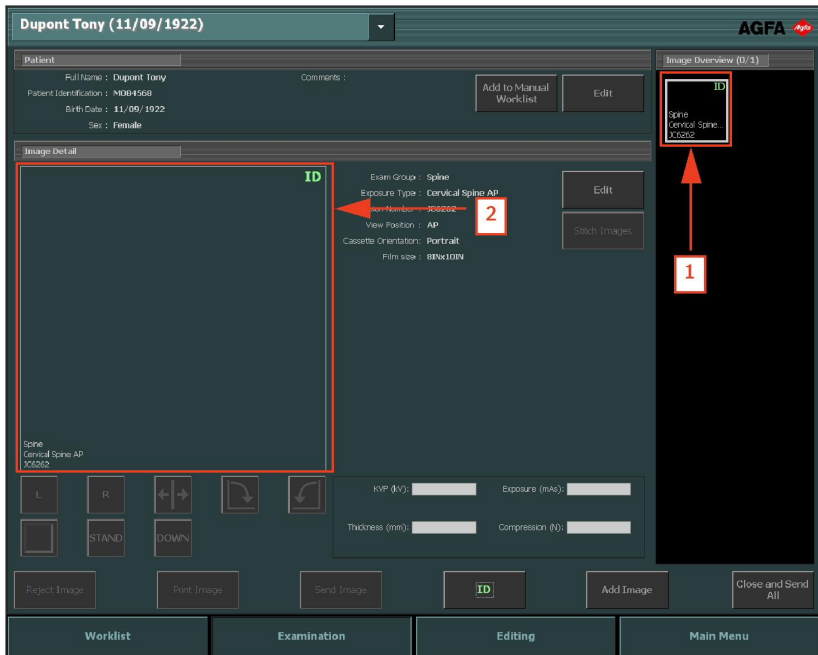 Dupont Tony (11/09/1922)
AGFA
Patient
Full Name : Dupont Tony
Comments :
Patient Identification : M084568
Birth Date : 11/09/1922
Sex : Female
Add to Manual
Worklist
Edit
Image Overview (0/1)
ID
Spine
Cervical Spine...
JC6262
1
Image Detail
ID
Spine
Cervical Spine AP
JC6262
2
Exam Group : Spine
Exposure Type : Cervical Spine AP
Number : JC6262
View Position : AP
Cassette Orientation: Portrait
Film size : 8INx10IN
Edit
Stitch Images
L
R
STAND
DOWN
KVP (kV):
Exposure (mAs):
Thickness (mm):
Compression (N):
Reject Image
Print Image
Send Image
ID
Add Image
Close and Send
All
Worklist
Examination
Editing
Main Menu